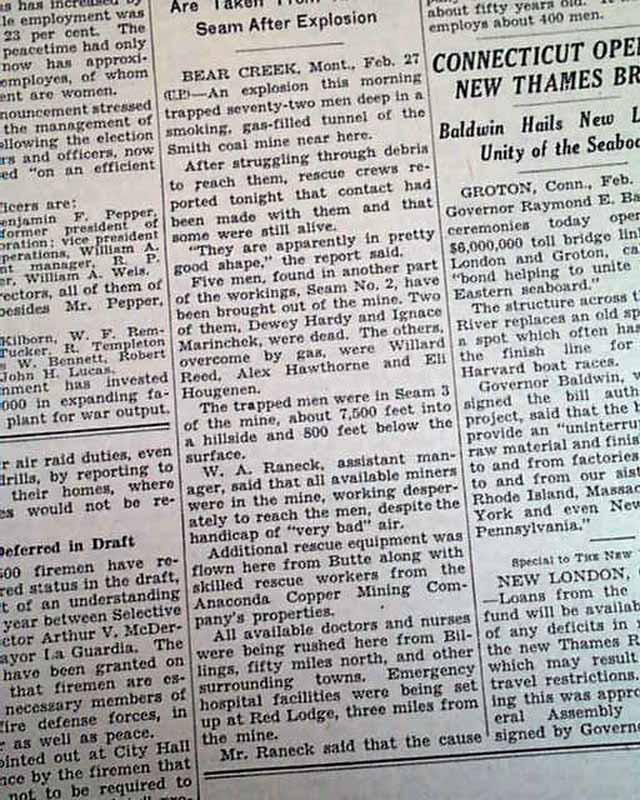 has increased by
employment was
23 per cent. The
peacetime had only
now has approxi-
employes, of whom
ent are women.
nouncement stressed
the management of
ollowing the election
rs and officers, now
ed "on an efficient
ficers are:
enjamin F. Pepper,
former president of
oration; vice president
perations, William A.
nt manager, R. P.
er, William A. Weis.
rectors, all of them of
besides Mr. Pepper,
Kilborn, W. F. Rem-
Tucker, R. Templeton
W. Bennett, Robert
John H. Lucas.
nment has invested
000 in expanding fa-
plant for war output.
r air raid duties, even
drills, by reporting to
their homes, where
es would not be re-
Deferred in Draft
600 firemen have re-
red status in the draft,
t of an understanding
year between Selective
ctor Arthur V. McDer-
ayor La Guardia. The
have been granted on
that firemen are es-
necessary members of
fire defense forces, in
r as well as peace.
ointed out at City Hall
nce by the firemen that
not to be required to
Are Taken
Seam After Explosion
BEAR CREEK, Mont., Feb. 27
(U.P.)—An explosion this morning
trapped seventy-two men deep in a
smoking, gas-filled tunnel of the
Smith coal mine near here.
After struggling through debris
to reach them, rescue crews re-
ported tonight that contact had
been made with them and that
some were still alive.
"They are apparently in pretty
good shape," the report said.
Five men, found in another part
of the workings, Seam No. 2, have
been brought out of the mine. Two
of them, Dewey Hardy and Ignace
Marinchek, were dead. The others,
overcome by gas, were Willard
Reed, Alex Hawthorne and Eli
Hougenen.
The trapped men were in Seam 3
of the mine, about 7,500 feet into
a hillside and 800 feet below the
surface.
W. A. Raneck, assistant man-
ager, said that all available miners
were in the mine, working desper-
ately to reach the men, despite the
handicap of "very bad" air.
Additional rescue equipment was
flown here from Butte along with
skilled rescue workers from the
Anaconda Copper Mining Com-
pany's properties.
All available doctors and nurses
were being rushed here from Bil-
lings, fifty miles north, and other
surrounding towns. Emergency
hospital facilities were being set
up at Red Lodge, three miles from
the mine.
Mr. Raneck said that the cause
about fifty years old.
employs about 400 men.
CONNECTICUT OPE
NEW THAMES BR
Baldwin Hails New L
Unity of the Seaboa
GROTON, Conn., Feb.
Governor Raymond E. Ba
ceremonies today open
$6,000,000 toll bridge lin
London and Groton, ca
"bond helping to unite
Eastern seaboard."
The structure across t
River replaces an old sp
a spot which often has
the finish line for
Harvard boat races.
Governor Baldwin, w
signed the bill auth
project, said that the
provide an "uninterru
raw material and finis
to and from factories
to and from our sis
Rhode Island, Massac
York and even New
Pennsylvania."
Special to THE NEW
NEW LONDON,
—Loans from the
fund will be availa
of any deficits in
the new Thames R
which may result
travel restrictions.
ing this was appro
eral Assembly
signed by Governo